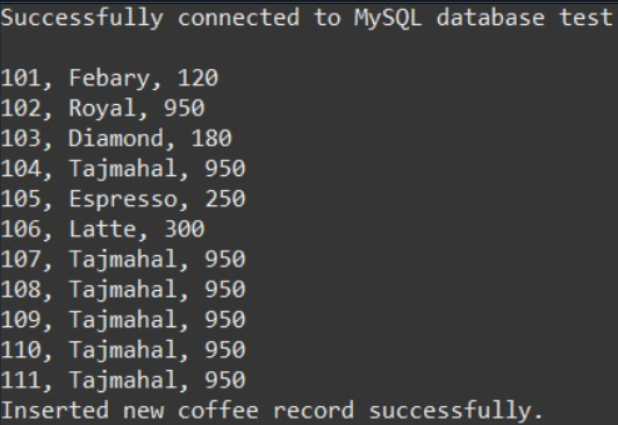 Successfully connected to MySQL database test
101, Febary, 120
102, Royal, 950
103, Diamond, 180
104, Tajmahal, 950
105, Espresso, 250
106, Latte, 300
107, Tajmahal, 950
108, Tajmahal, 950
109, Tajmahal, 950
110, Tajmahal, 950
111, Tajmahal, 950
Inserted new coffee record successfully.